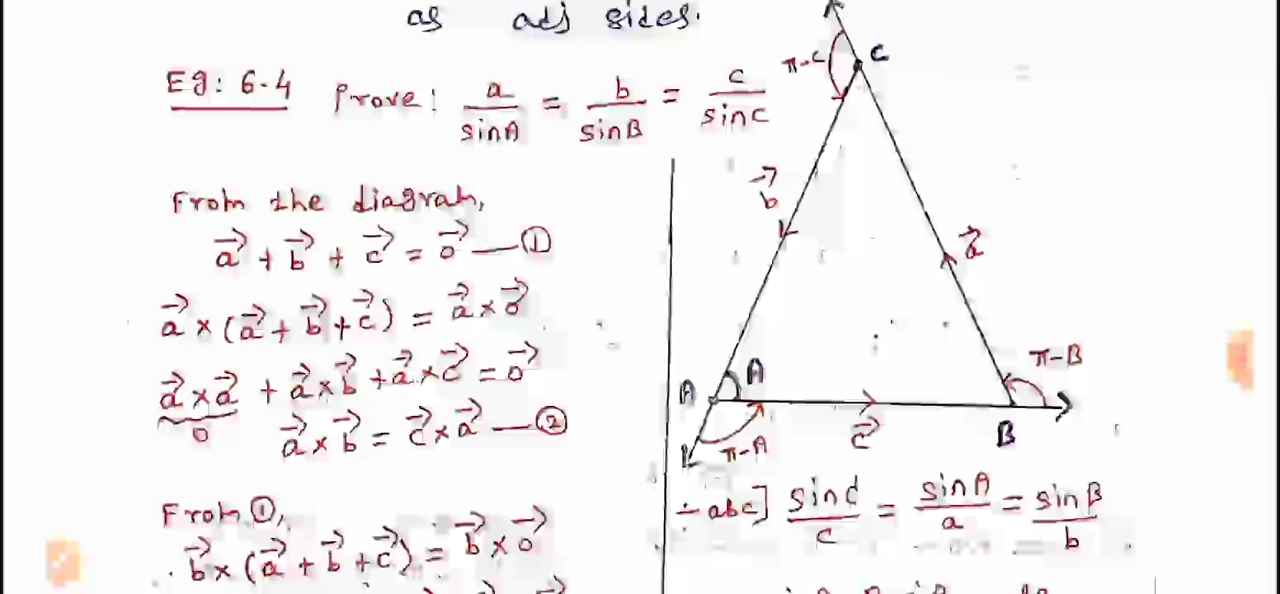 as adj sides.
Eg: 6-4 Prove! a/sinA = b/sinB = c/sinC
From the diagram,
a⃗ + b⃗ + c⃗ = 0⃗ —①
a⃗ × (a⃗ + b⃗ + c⃗) = a⃗ × 0⃗
a⃗ × a⃗ + a⃗ × b⃗ + a⃗ × c⃗ = 0⃗
0
a⃗ × b⃗ = c⃗ × a⃗ —②
From ①,
b⃗ × (a⃗ + b⃗ + c⃗) = b⃗ × 0⃗
π-C
C
b⃗
a⃗
A
A
π-B
π-A
c⃗
B
÷ abc] sinC/c = sinA/a = sinB/b